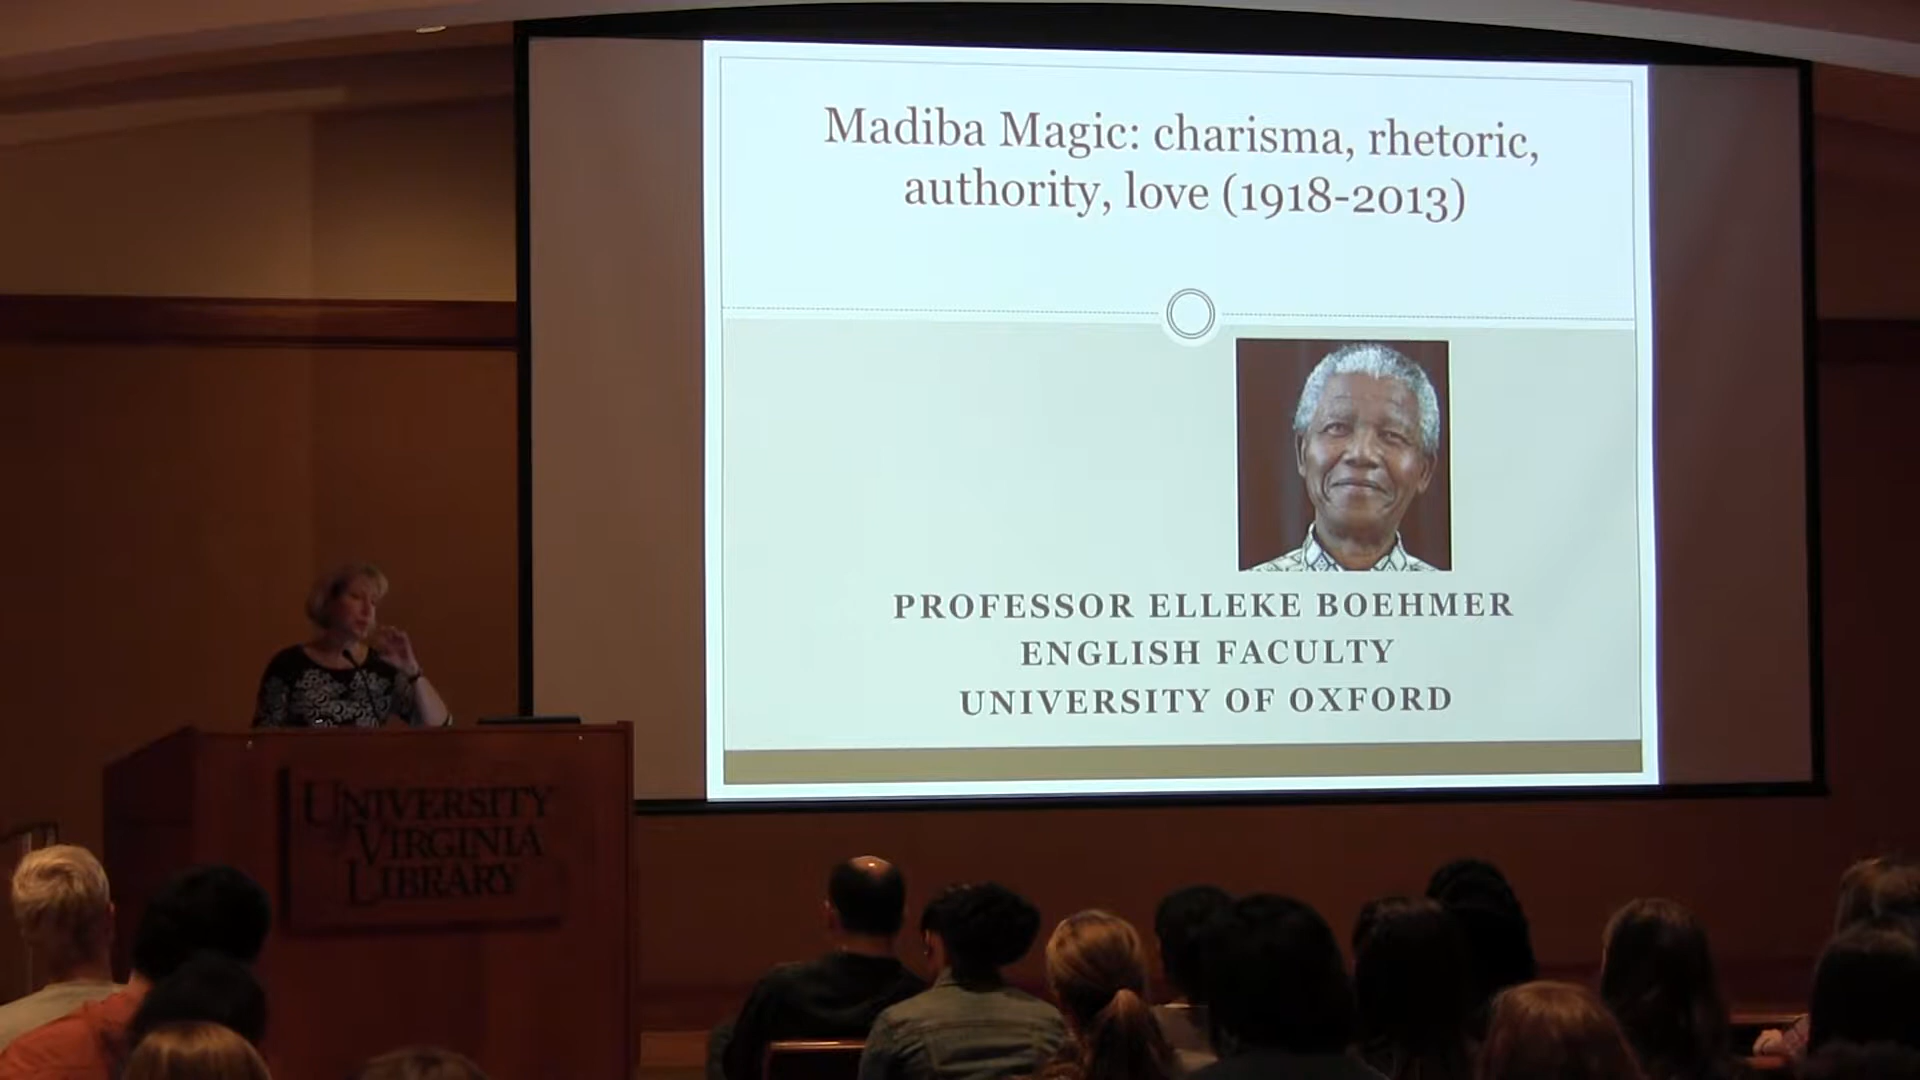 Madiba Magic: charisma, rhetoric,
authority, love (1918-2013)
PROFESSOR ELLEKE BOEHMER
ENGLISH FACULTY
UNIVERSITY OF OXFORD
UNIVERSITY
of VIRGINIA
LIBRARY